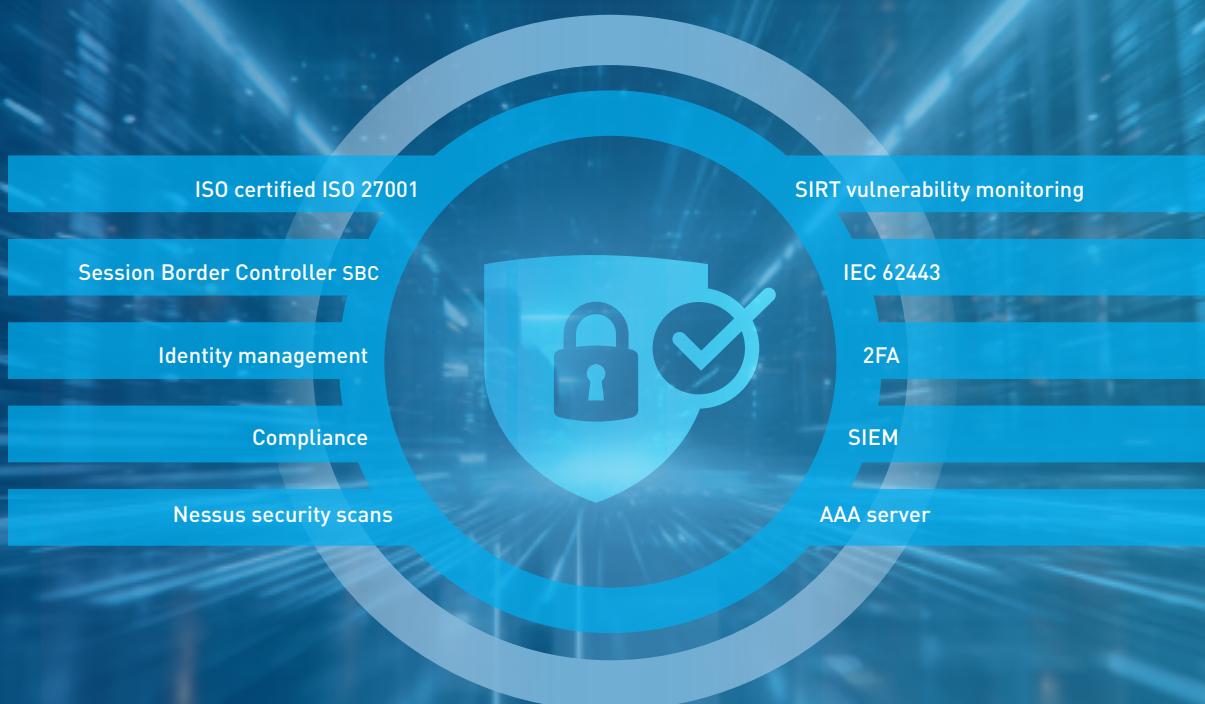 ISO certified ISO 27001
Session Border Controller SBC
Identity management
Compliance
Nessus security scans
SIRT vulnerability monitoring
IEC 62443
2FA
SIEM
AAA server